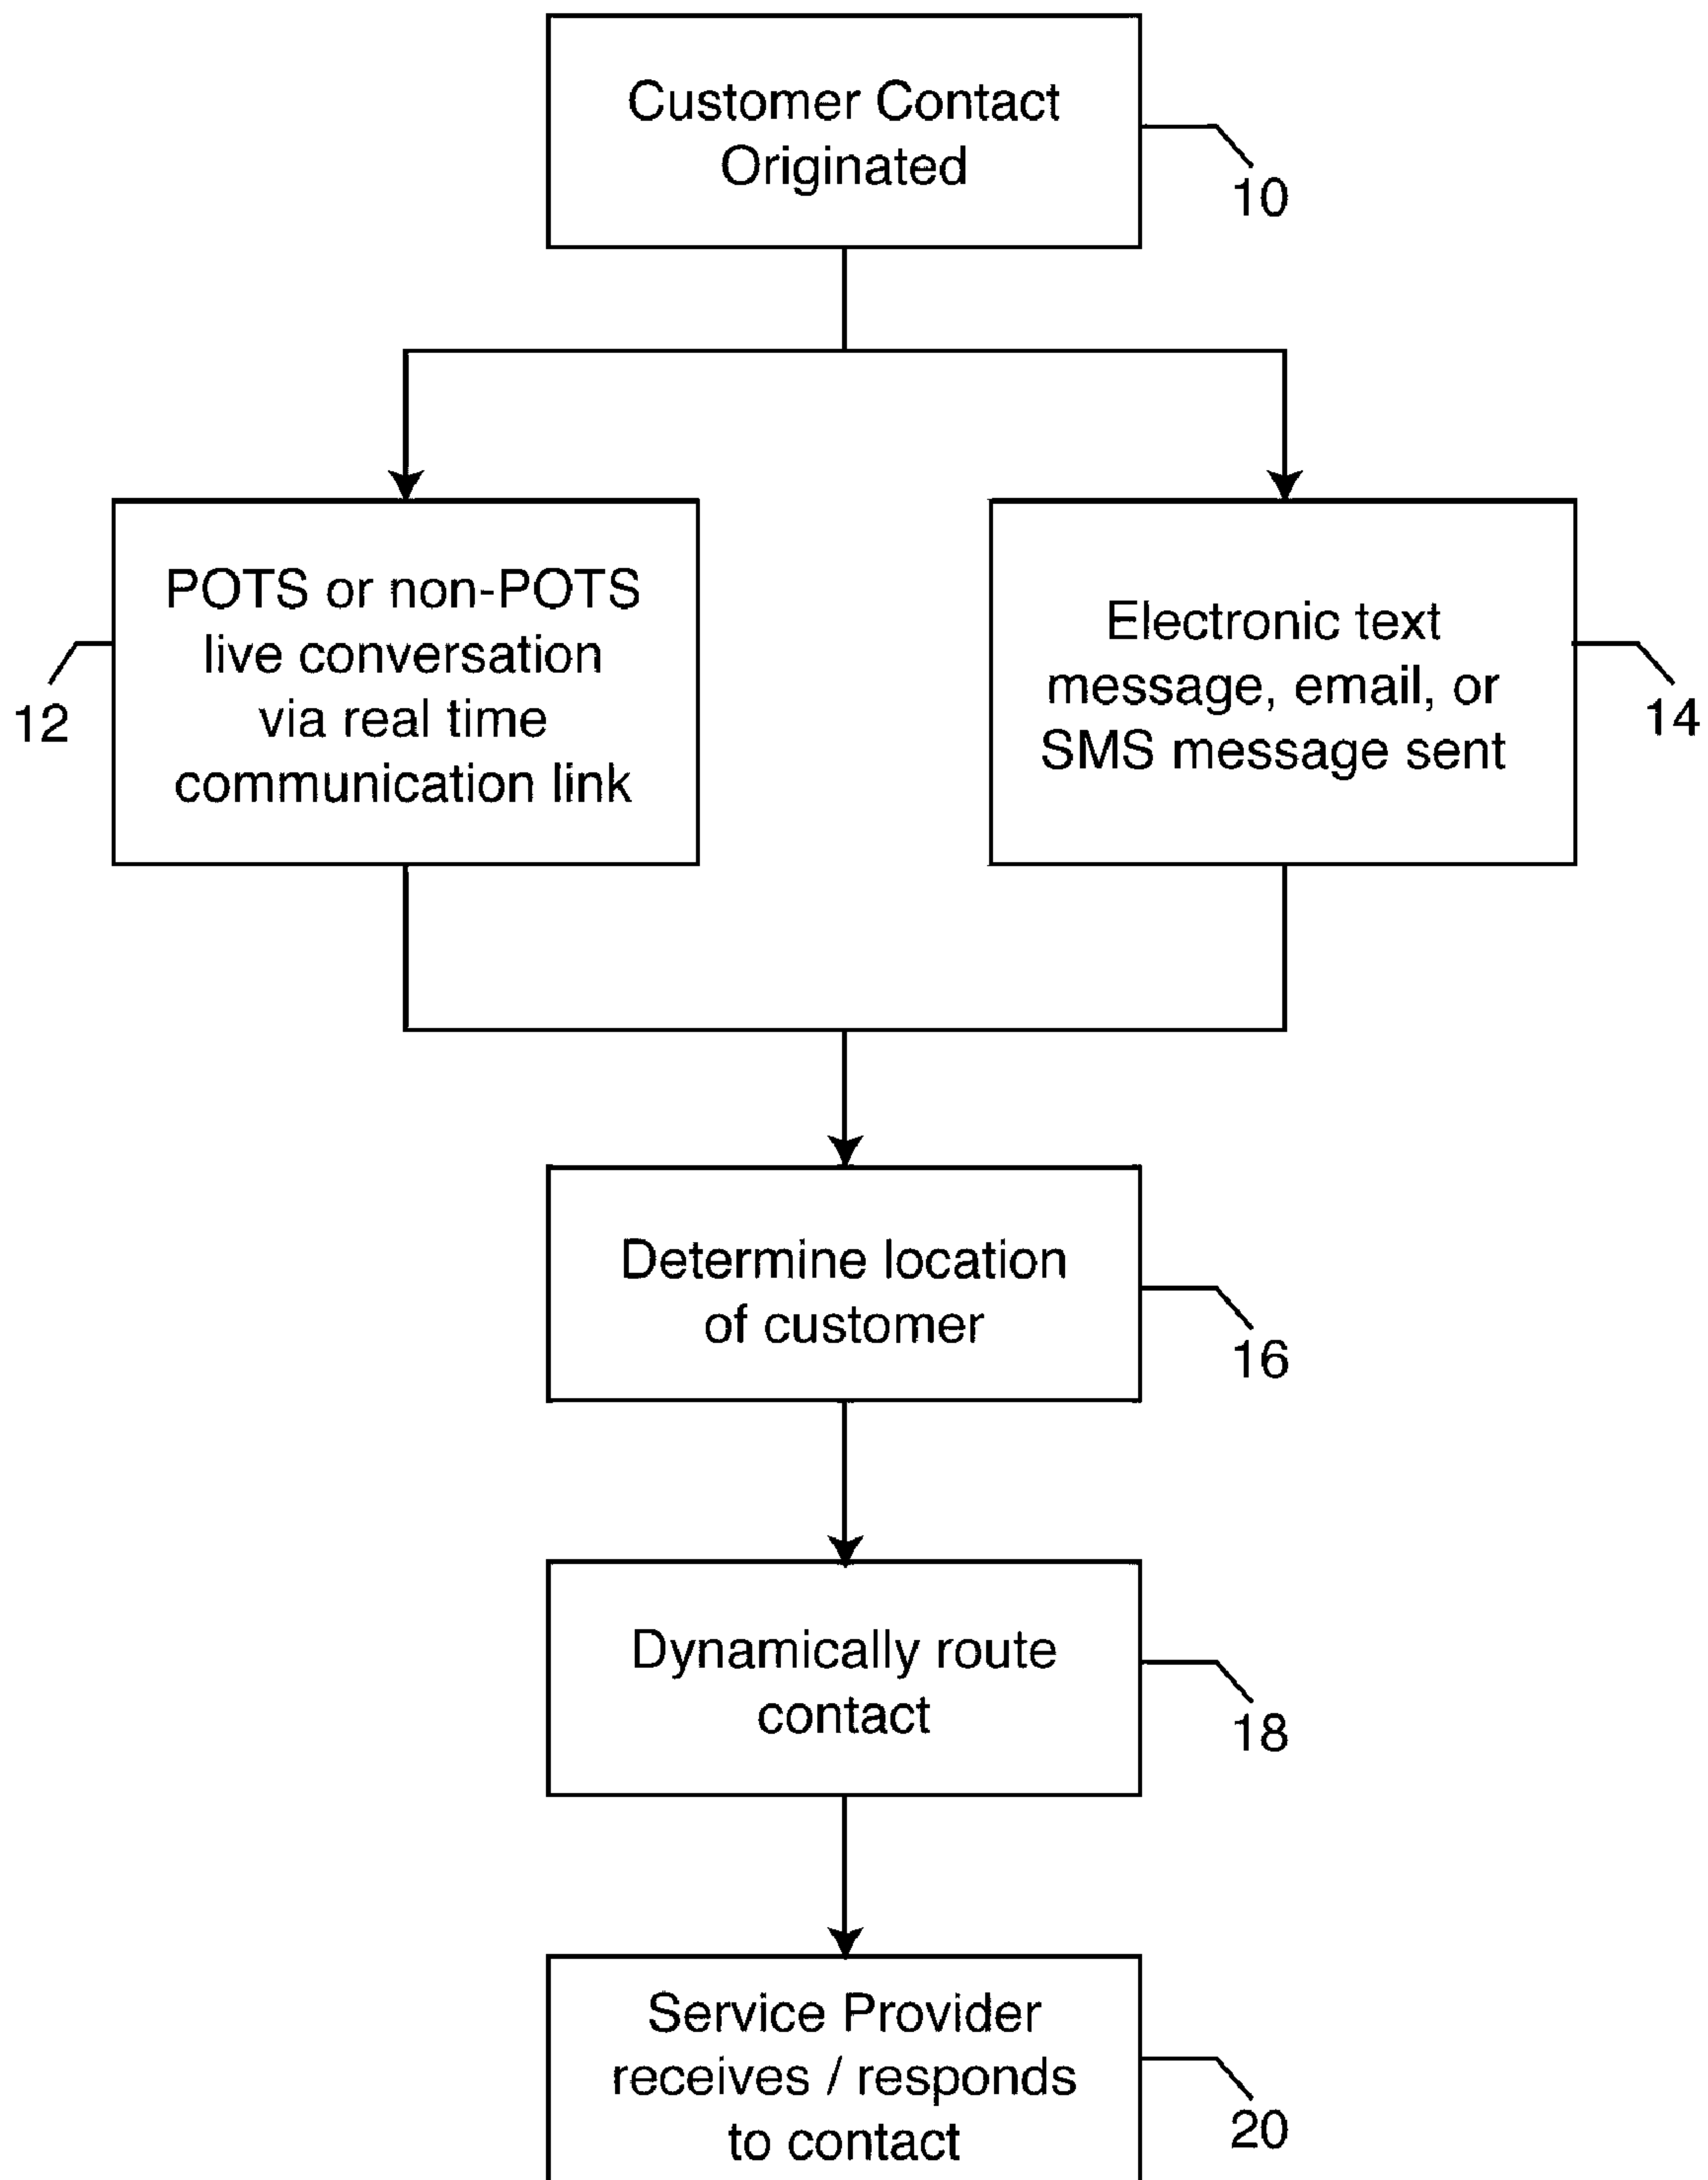 Customer Contact
Originated
10
POTS or non-POTS
live conversation
via real time
communication link
12
Electronic text
message, email, or
SMS message sent
14
Determine location
of customer
16
Dynamically route
contact
18
Service Provider
receives / responds
to contact
20